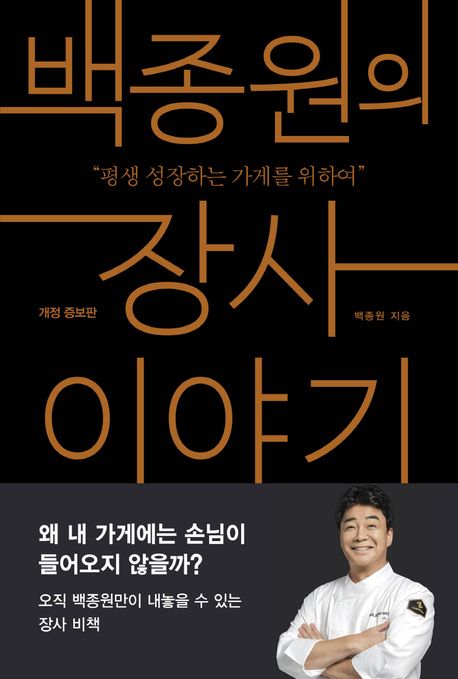 백종원의
“평생 성장하는 가게를 위하여”
장사
개정 증보판
백종원 지음
이야기
왜 내 가게에는 손님이
들어오지 않을까?
오직 백종원만이 내놓을 수 있는
장사 비책